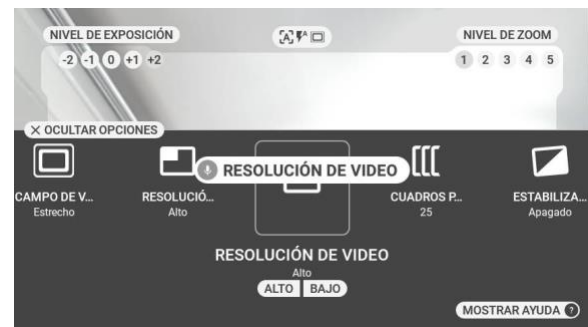 NIVEL DE EXPOSICIÓN
-2 -1 0 +1 +2
A
NIVEL DE ZOOM
1 2 3 4 5
OCULTAR OPCIONES
RESOLUCIÓN DE VIDEO
CAMPO DE V...
Estrecho
RESOLUCIÓ...
Alto
CUADROS P...
25
ESTABILIZA...
Apagado
RESOLUCIÓN DE VIDEO
Alto
ALTO BAJO
MOSTRAR AYUDA ?